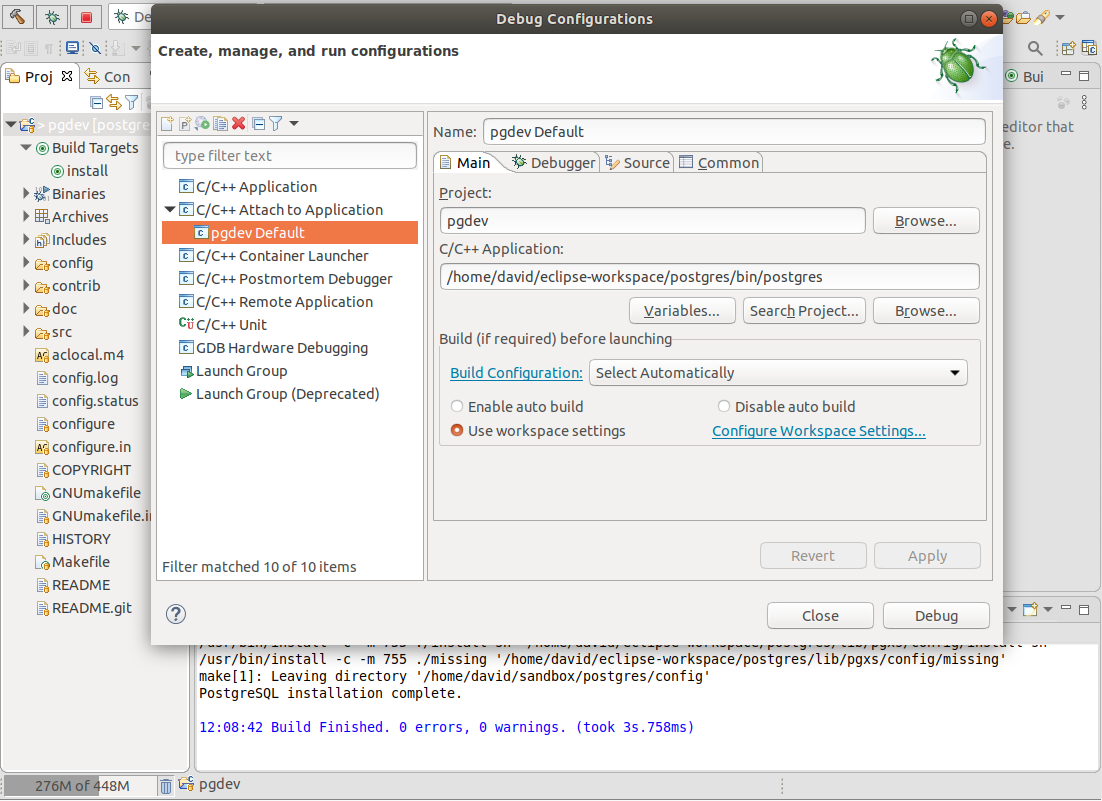 De
Debug Configurations
Create, manage, and run configurations
Proj
Con
Bui
pgdev [postgre
Build Targets
install
Binaries
Archives
Includes
config
contrib
doc
src
aclocal.m4
config.log
config.status
configure
configure.in
COPYRIGHT
GNUmakefile
GNUmakefile.in
HISTORY
Makefile
README
README.git
type filter text
C/C++ Application
C/C++ Attach to Application
pgdev Default
C/C++ Container Launcher
C/C++ Postmortem Debugger
C/C++ Remote Application
C/C++ Unit
GDB Hardware Debugging
Launch Group
Launch Group (Deprecated)
Filter matched 10 of 10 items
Name: pgdev Default
Main Debugger Source Common
Project:
pgdev Browse...
C/C++ Application:
/home/david/eclipse-workspace/postgres/bin/postgres
Variables... Search Project... Browse...
Build (if required) before launching
Build Configuration: Select Automatically
Enable auto build Disable auto build
Use workspace settings Configure Workspace Settings...
Revert Apply
Close Debug
editor that
e.
/usr/bin/install -c -m 755 ./install-sh '/home/david/eclipse-workspace/postgres/lib/pgxs/config/install-sh'
/usr/bin/install -c -m 755 ./missing '/home/david/eclipse-workspace/postgres/lib/pgxs/config/missing'
make[1]: Leaving directory '/home/david/sandbox/postgres/config'
PostgreSQL installation complete.
12:08:42 Build Finished. 0 errors, 0 warnings. (took 3s.758ms)
276M of 448M pgdev